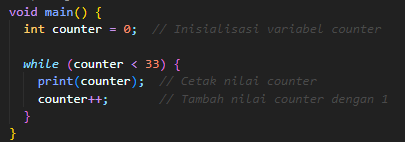 void main() {
int counter = 0;  // Inisialisasi variabel counter
while (counter < 33) {
print(counter);  // Cetak nilai counter
counter++;       // Tambah nilai counter dengan 1
}
}